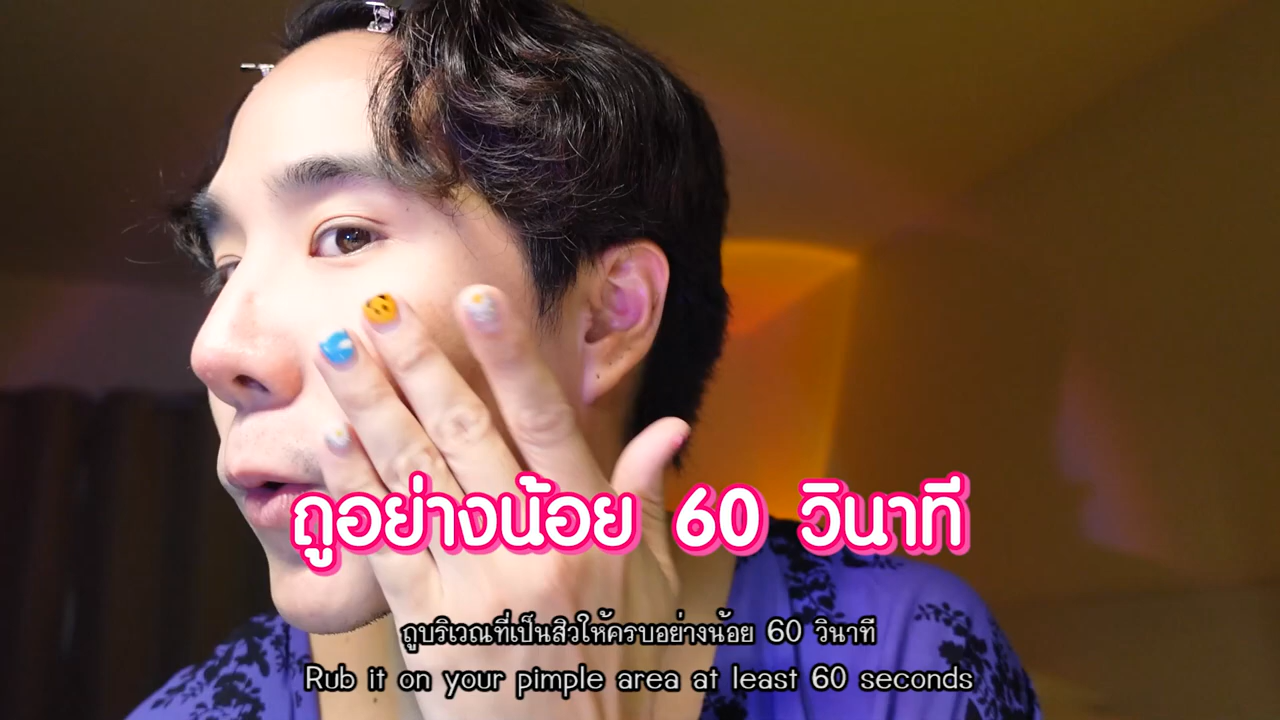 ถูอย่างน้อย 60 วินาที
ถูบริเวณที่เป็นสิวให้ครบอย่างน้อย 60 วินาที
Rub it on your pimple area at least 60 seconds